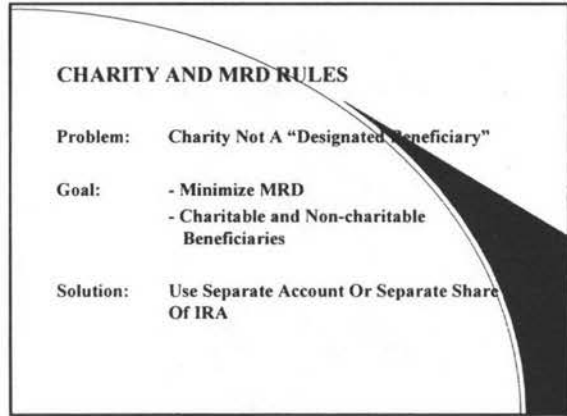 CHARITY AND MRD RULES
Problem: Charity Not A "Designated Beneficiary"
Goal: - Minimize MRD
- Charitable and Non-charitable
Beneficiaries
Solution: Use Separate Account Or Separate Share
Of IRA